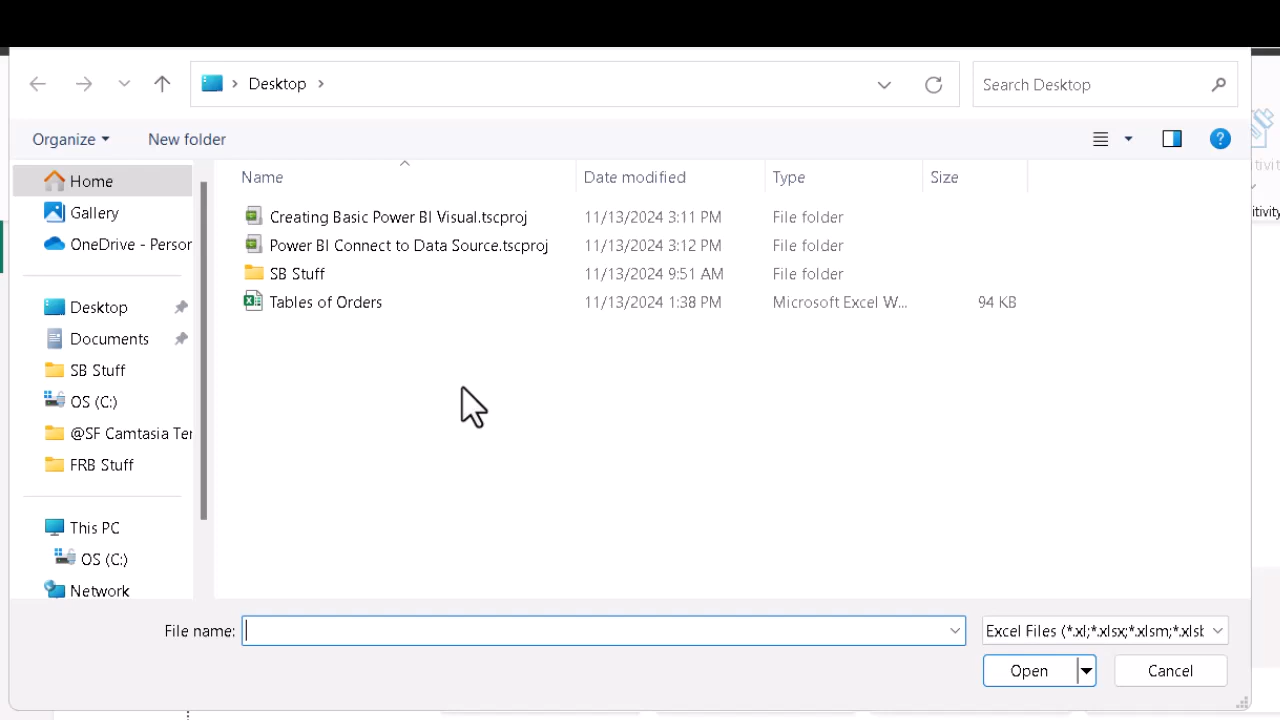 Desktop
Search Desktop
Organize
New folder
?
Name
Date modified
Type
Size
Home
Gallery
OneDrive - Persor
Desktop
Documents
SB Stuff
OS (C:)
@SF Camtasia Ter
FRB Stuff
This PC
OS (C:)
Network
Creating Basic Power BI Visual.tscproj 11/13/2024 3:11 PM File folder
Power BI Connect to Data Source.tscproj 11/13/2024 3:12 PM File folder
SB Stuff 11/13/2024 9:51 AM File folder
Tables of Orders 11/13/2024 1:38 PM Microsoft Excel W... 94 KB
File name:
Excel Files (*.xl;*.xlsx;*.xlsm;*.xlsb
Open
Cancel
tivit
itivity